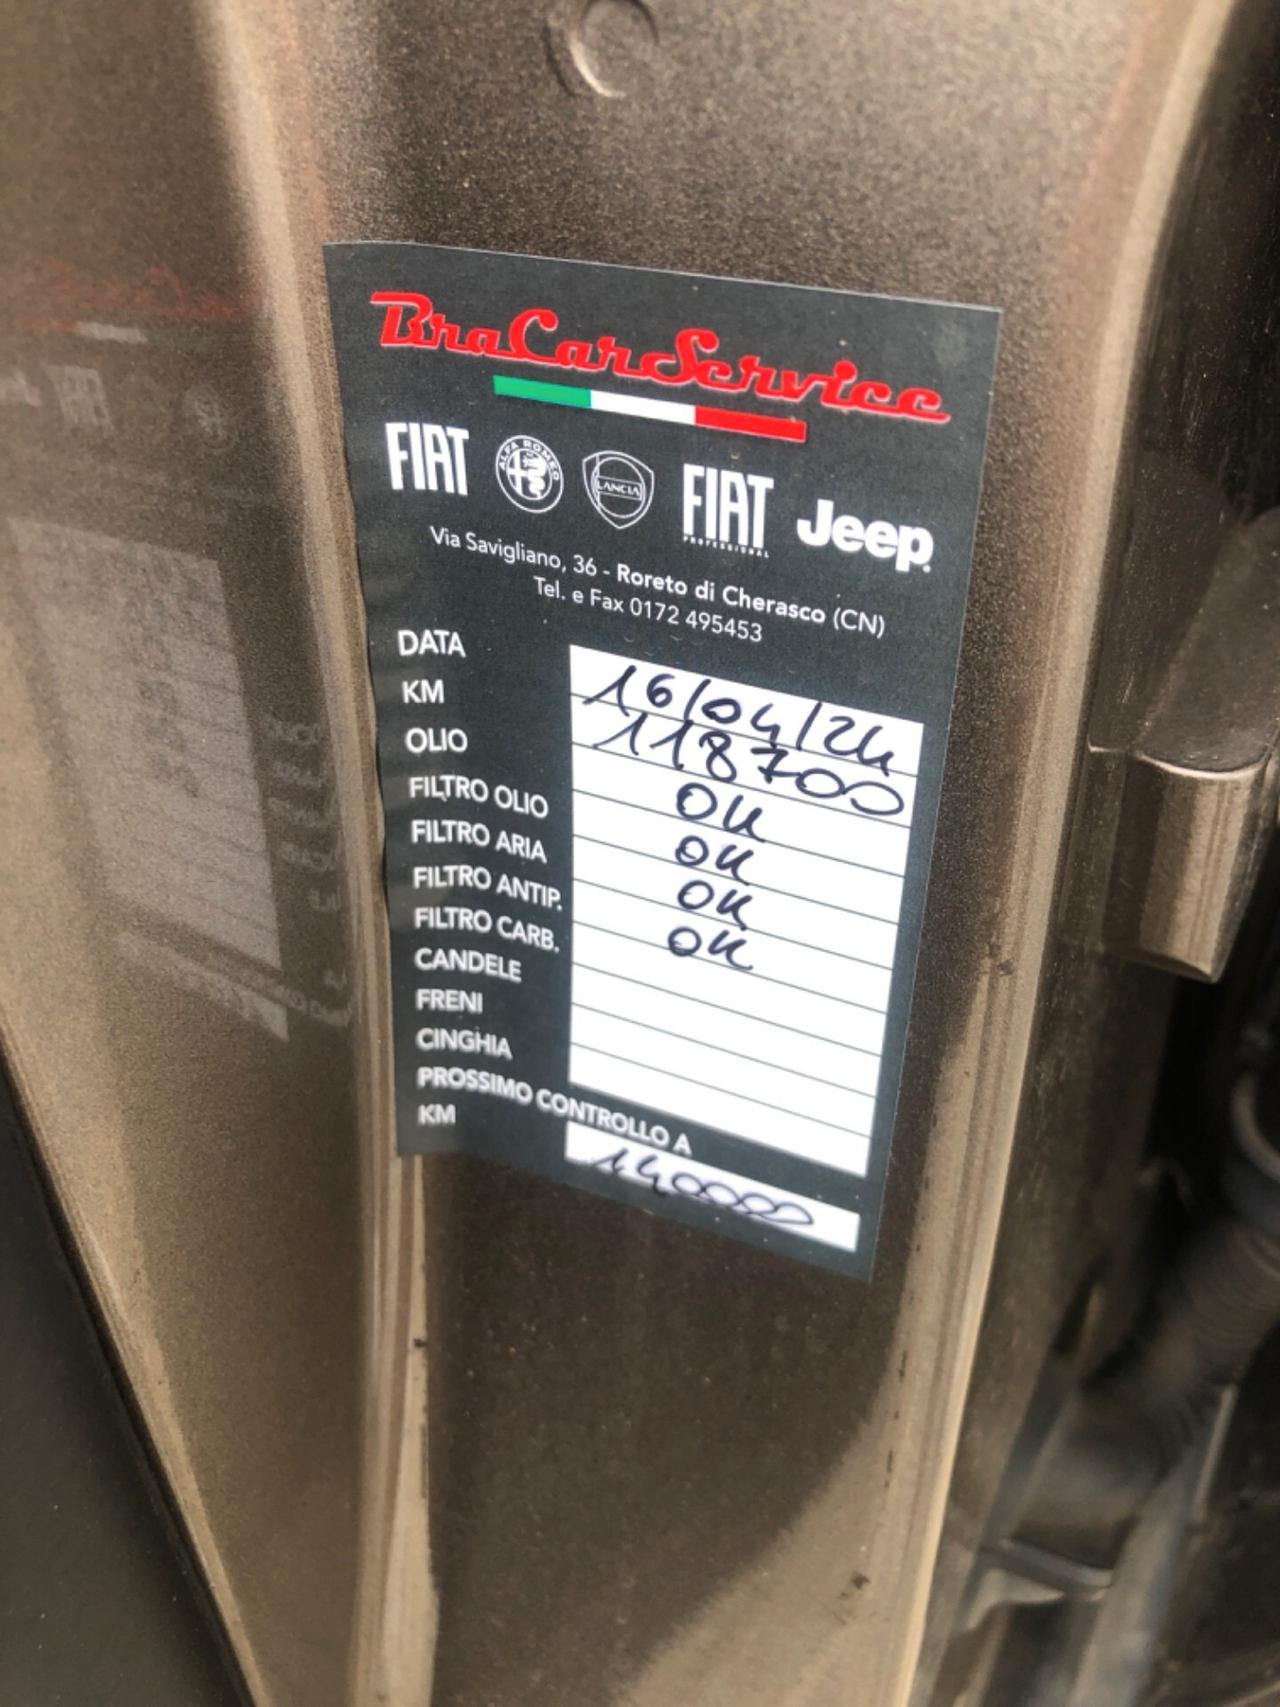 BraCarService
FIAT ALFA ROMEO LANCIA FIAT PROFESSIONAL Jeep
Via Savigliano, 36 - Roreto di Cherasco (CN)
Tel. e Fax 0172 495453
DATA 16/04/24
KM 118700
OLIO OK
FILTRO OLIO OK
FILTRO ARIA OK
FILTRO ANTIP. OK
FILTRO CARB.
CANDELE
FRENI
CINGHIA
PROSSIMO CONTROLLO A
KM 140000